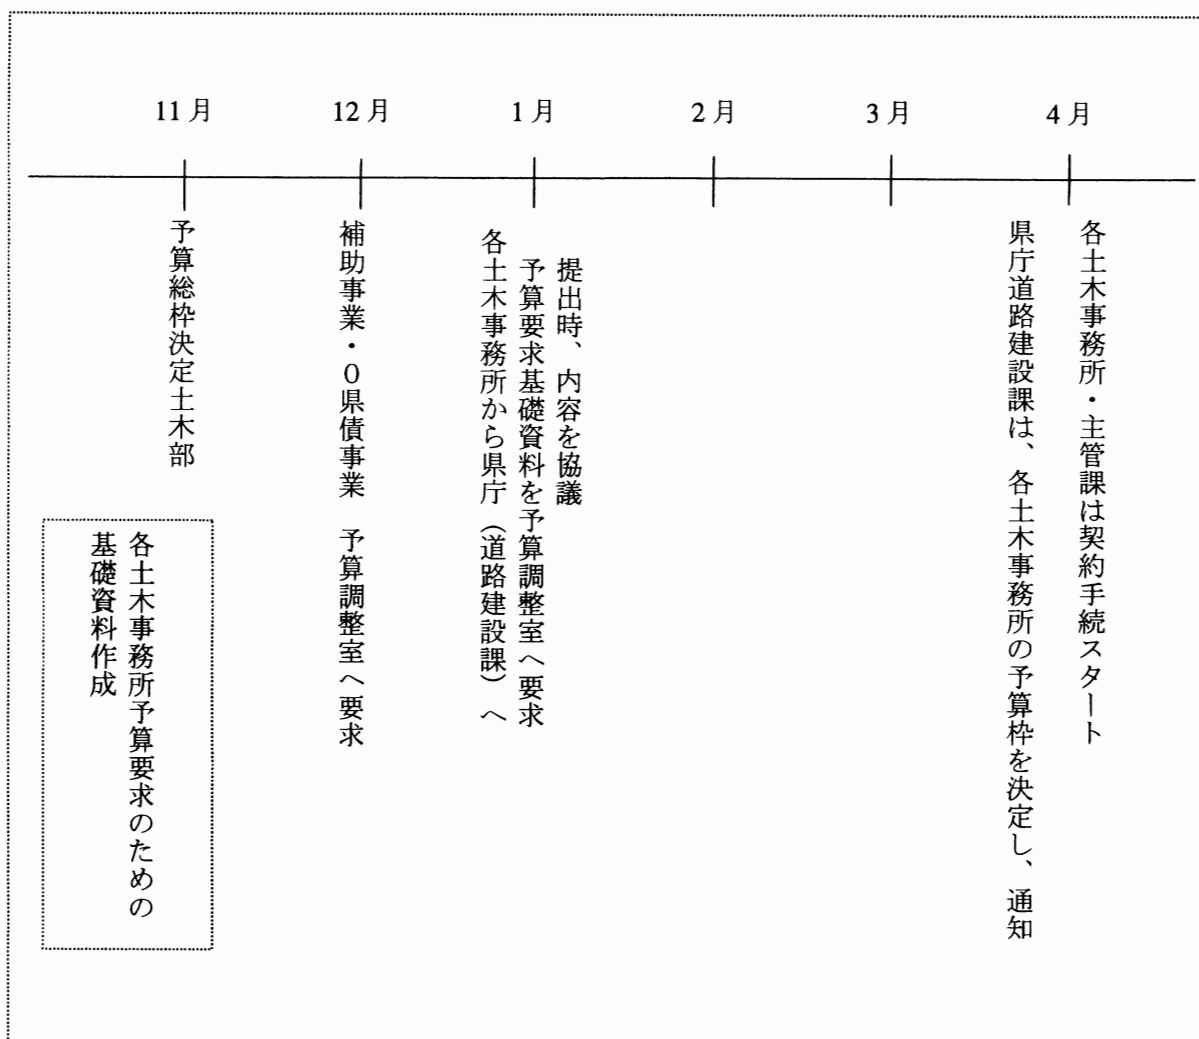 11月
12月
1月
2月
3月
4月
予算総枠決定土木部
各土木事務所予算要求のための
基礎資料作成
補助事業・0県債事業　予算調整室へ要求
提出時、内容を協議
予算要求基礎資料を予算調整室へ要求
各土木事務所から県庁（道路建設課）へ
各土木事務所・主管課は契約手続スタート
県庁道路建設課は、各土木事務所の予算枠を決定し、通知